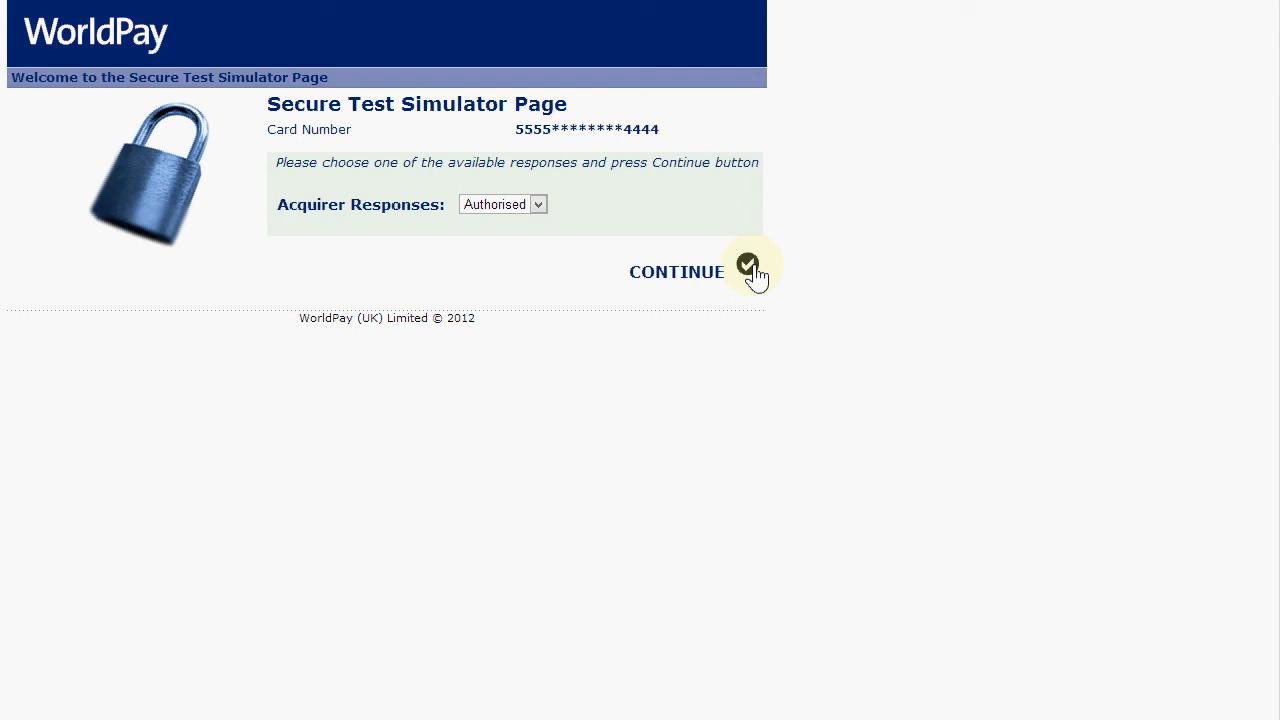 WorldPay
Welcome to the Secure Test Simulator Page
Secure Test Simulator Page
Card Number 5555********4444
Please choose one of the available responses and press Continue button
Acquirer Responses: Authorised
CONTINUE
WorldPay (UK) Limited © 2012